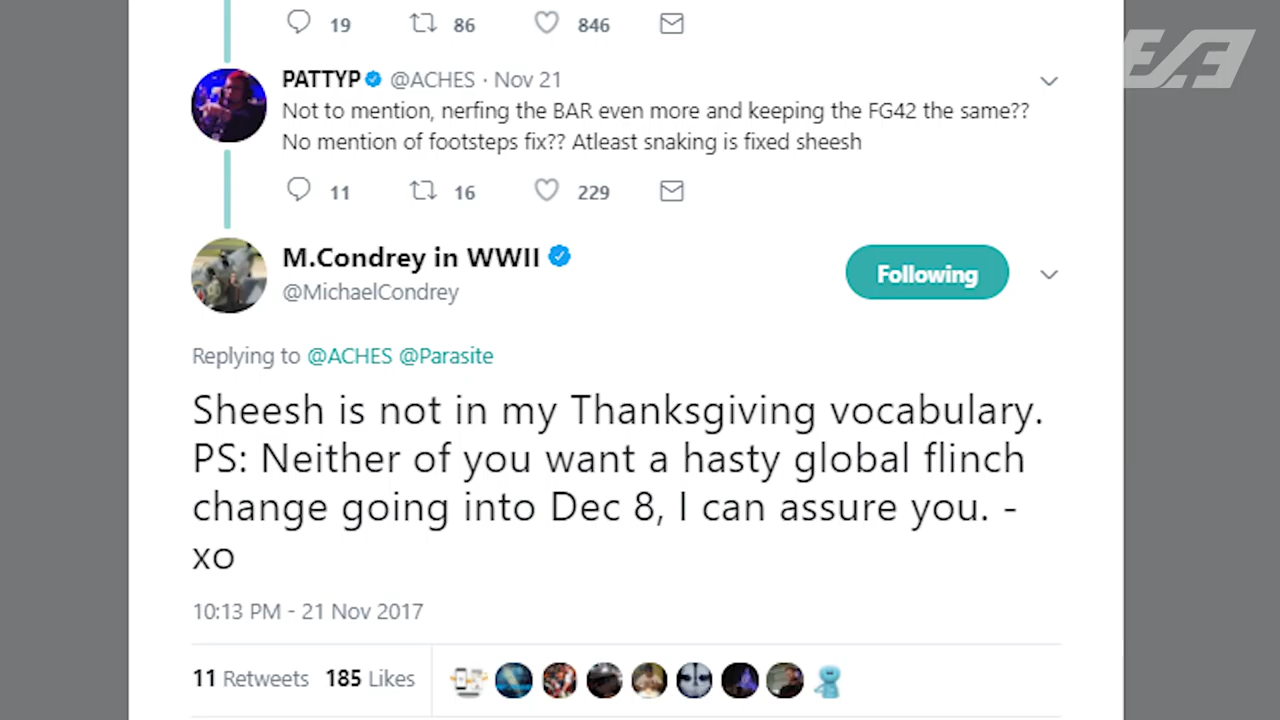 19 86 846
PATTYP @ACHES · Nov 21
Not to mention, nerfing the BAR even more and keeping the FG42 the same??
No mention of footsteps fix?? Atleast snaking is fixed sheesh
11 16 229
M.Condrey in WWII
Following
@MichaelCondrey
Replying to @ACHES @Parasite
Sheesh is not in my Thanksgiving vocabulary.
PS: Neither of you want a hasty global flinch
change going into Dec 8, I can assure you. -
xo
10:13 PM - 21 Nov 2017
11 Retweets 185 Likes